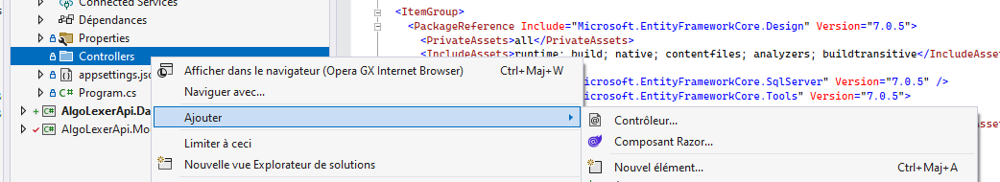 Connected Services
Dépendances
Properties
Controllers
appsettings.jso
Program.cs
AlgoLexerApi.Da
AlgoLexerApi.Mo
<ItemGroup>
<PackageReference Include="Microsoft.EntityFrameworkCore.Design" Version="7.0.5">
<PrivateAssets>all</PrivateAssets>
<IncludeAssets>runtime; build; native; contentfiles; analyzers; buildtransitive</IncludeAssets
icrosoft.EntityFrameworkCore.SqlServer" Version="7.0.5" />
icrosoft.EntityFrameworkCore.Tools" Version="7.0.5">
Afficher dans le navigateur (Opera GX Internet Browser) Ctrl+Maj+W
Naviguer avec...
Ajouter
Limiter à ceci
Nouvelle vue Explorateur de solutions
Contrôleur...
Composant Razor...
Nouvel élément... Ctrl+Maj+A